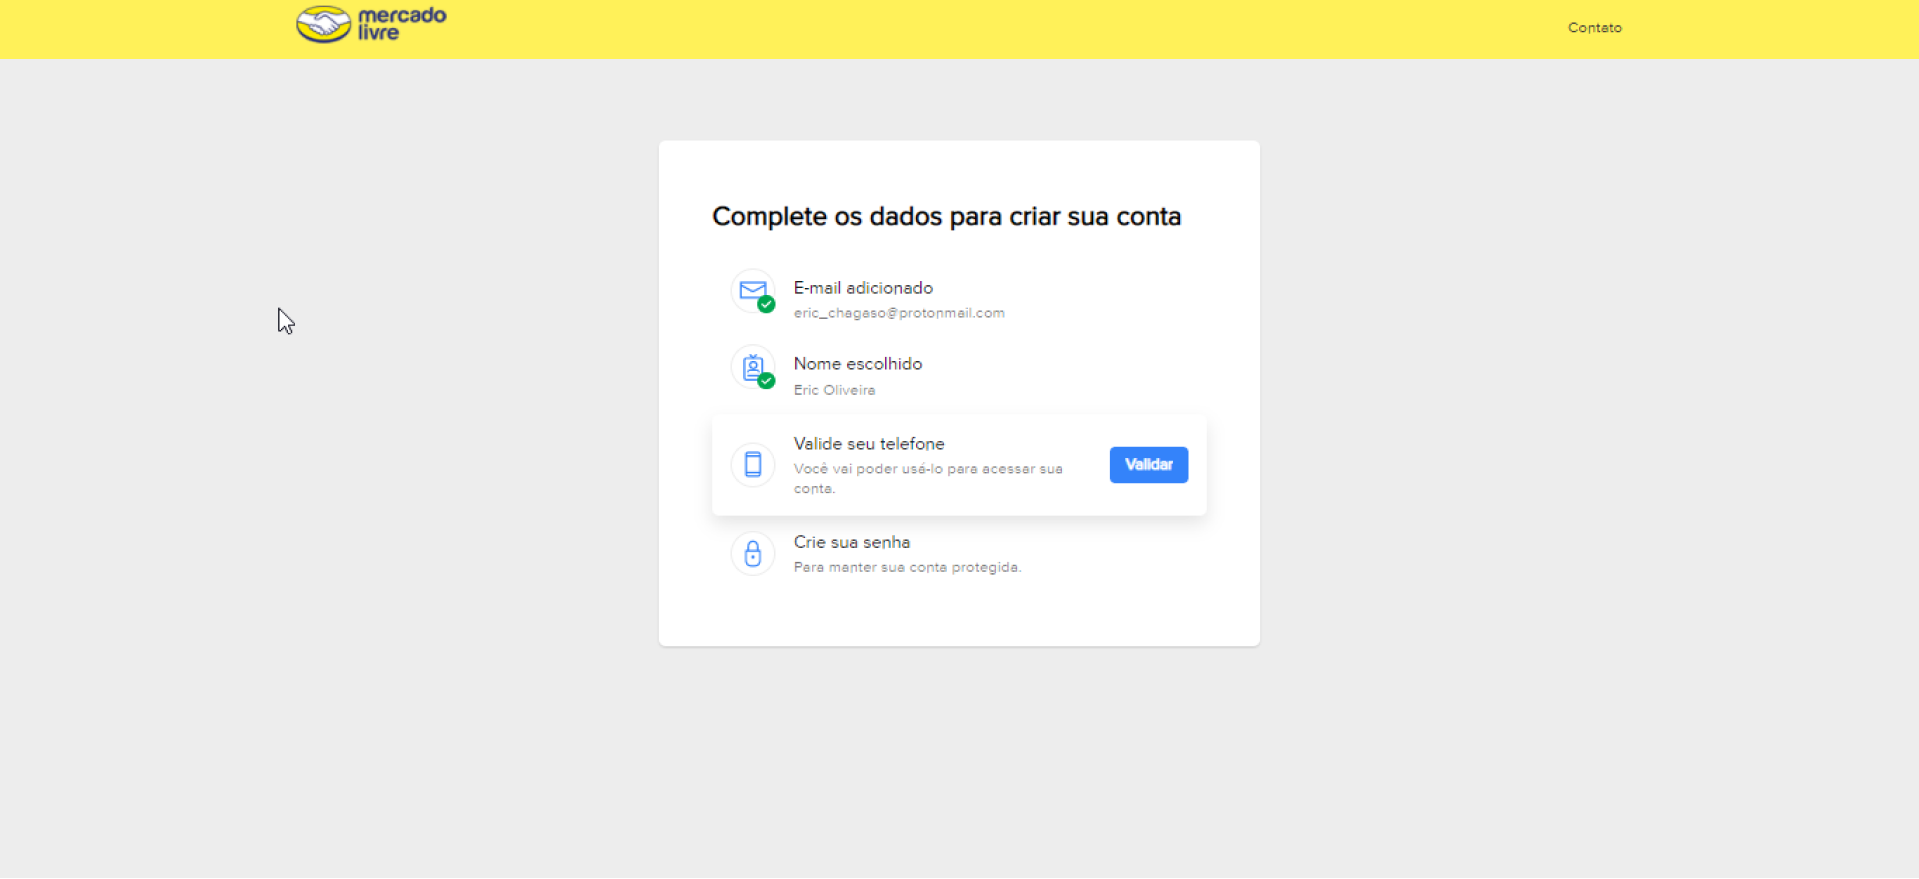 mercado
livre
Contato
Complete os dados para criar sua conta
E-mail adicionado
eric_chagaso@protonmail.com
Nome escolhido
Eric Oliveira
Valide seu telefone
Você vai poder usá-lo para acessar sua
conta.
Validar
Crie sua senha
Para manter sua conta protegida.